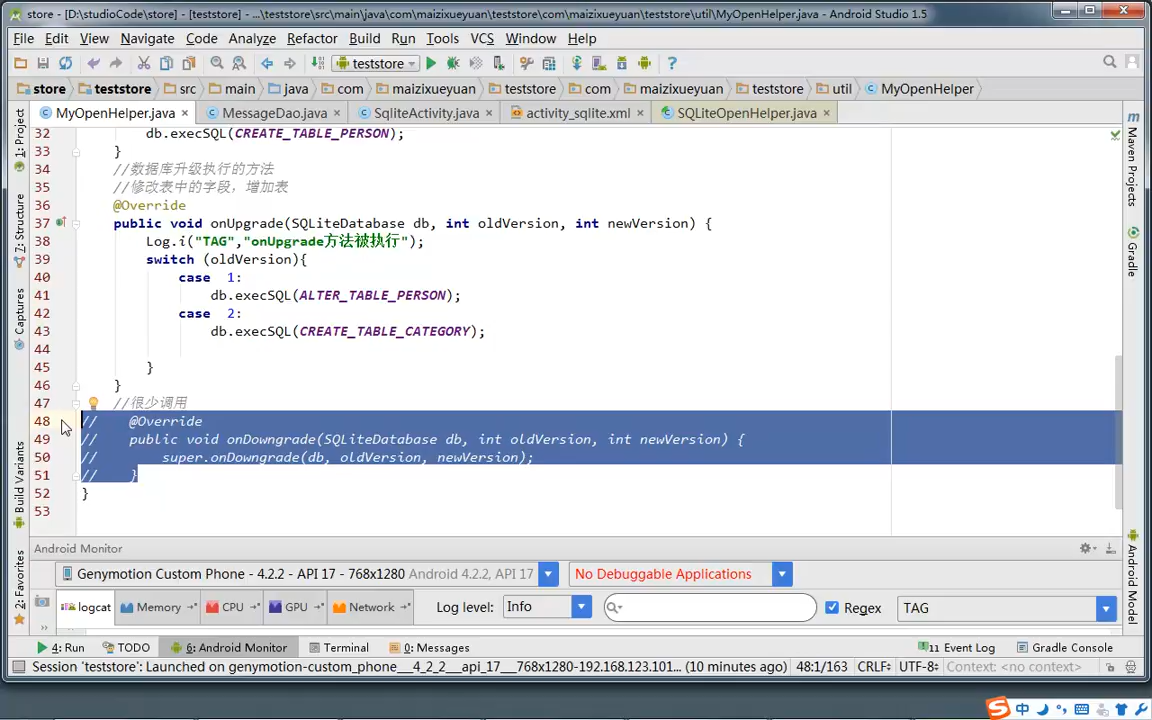 store - [D:\studioCode\store] - [teststore] - ...\teststore\src\main\java\com\maizixueyuan\teststore\com\maizixueyuan\teststore\util\MyOpenHelper.java - Android Studio 1.5
File Edit View Navigate Code Analyze Refactor Build Run Tools VCS Window Help
teststore
store teststore src main java com maizixueyuan teststore com maizixueyuan teststore util MyOpenHelper
MyOpenHelper.java MessageDao.java SqliteActivity.java activity_sqlite.xml SQLiteOpenHelper.java
32 db.execSQL(CREATE_TABLE_PERSON);
33 }
34 //数据库升级执行的方法
35 //修改表中的字段，增加表
36 @Override
37 public void onUpgrade(SQLiteDatabase db, int oldVersion, int newVersion) {
38 Log.i("TAG","onUpgrade方法被执行");
39 switch (oldVersion){
40 case 1:
41 db.execSQL(ALTER_TABLE_PERSON);
42 case 2:
43 db.execSQL(CREATE_TABLE_CATEGORY);
44
45 }
46 }
47 //很少调用
48 // @Override
49 // public void onDowngrade(SQLiteDatabase db, int oldVersion, int newVersion) {
50 // super.onDowngrade(db, oldVersion, newVersion);
51 // }
52 }
53
1: Project
7: Structure
Captures
Build Variants
2: Favorites
m Maven Projects
Gradle
Android Model
Android Monitor
Genymotion Custom Phone - 4.2.2 - API 17 - 768x1280 Android 4.2.2, API 17 No Debuggable Applications
logcat Memory CPU GPU Network Log level: Info Regex TAG
4: Run TODO 6: Android Monitor Terminal 0: Messages 11 Event Log Gradle Console
Session 'teststore': Launched on genymotion-custom_phone___4_2_2___api_17___768x1280-192.168.123.101... (10 minutes ago) 48:1/163 CRLF UTF-8 Context: <no context>
S 中